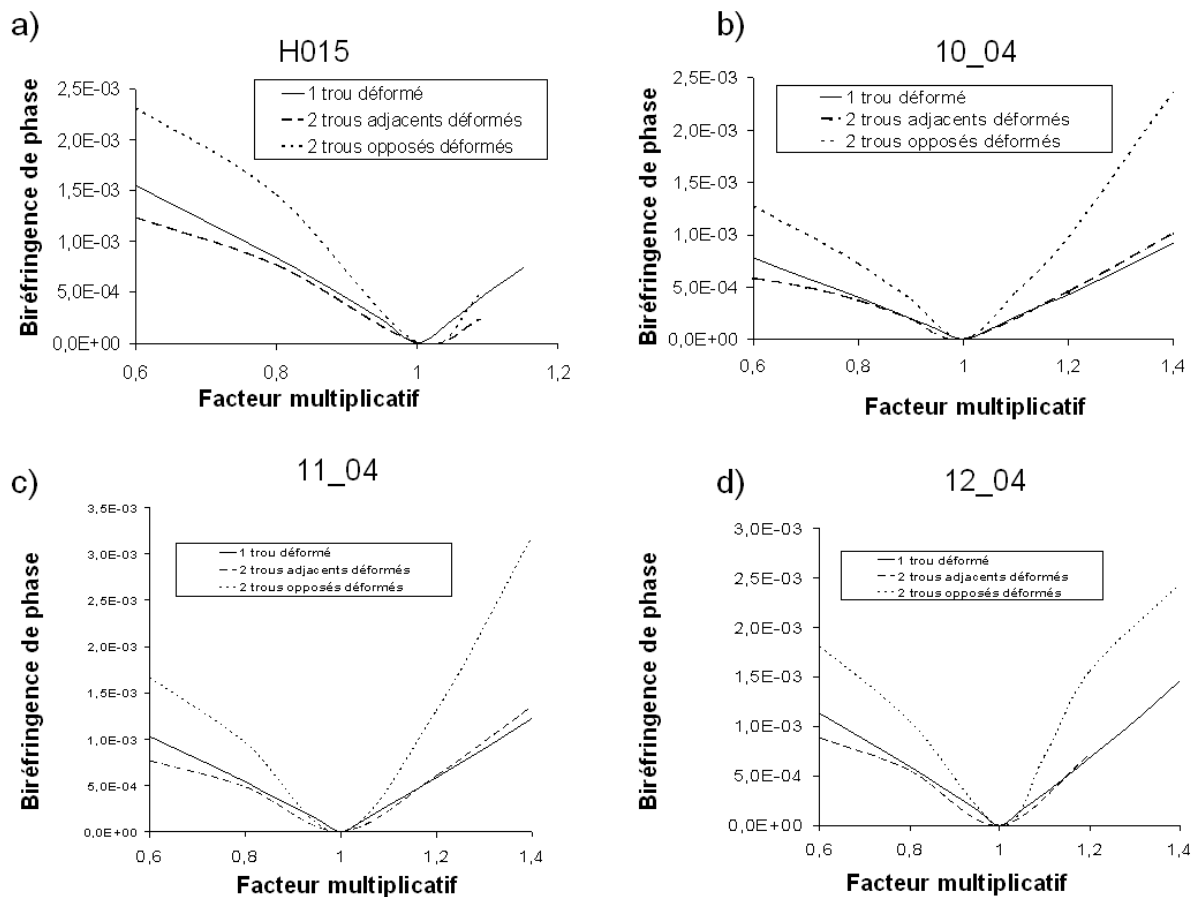 a)
H015
Biréfringence de phase
2,5E-03
2,0E-03
1,5E-03
1,0E-03
5,0E-04
0,0E+00
1 trou déformé
2 trous adjacents déformés
2 trous opposés déformés
0,6 0,8 1 1,2
Facteur multiplicatif
b)
10_04
Biréfringence de phase
2,5E-03
2,0E-03
1,5E-03
1,0E-03
5,0E-04
0,0E+00
1 trou déformé
2 trous adjacents déformés
2 trous opposés déformés
0,6 0,8 1 1,2 1,4
Facteur multiplicatif
c)
11_04
Biréfringence de phase
3,5E-03
3,0E-03
2,5E-03
2,0E-03
1,5E-03
1,0E-03
5,0E-04
0,0E+00
1 trou déformé
2 trous adjacents déformés
2 trous opposés déformés
0,6 0,8 1 1,2 1,4
Facteur multiplicatif
d)
12_04
Biréfringence de phase
3,0E-03
2,5E-03
2,0E-03
1,5E-03
1,0E-03
5,0E-04
0,0E+00
1 trou déformé
2 trous adjacents déformés
2 trous opposés déformés
0,6 0,8 1 1,2 1,4
Facteur multiplicatif